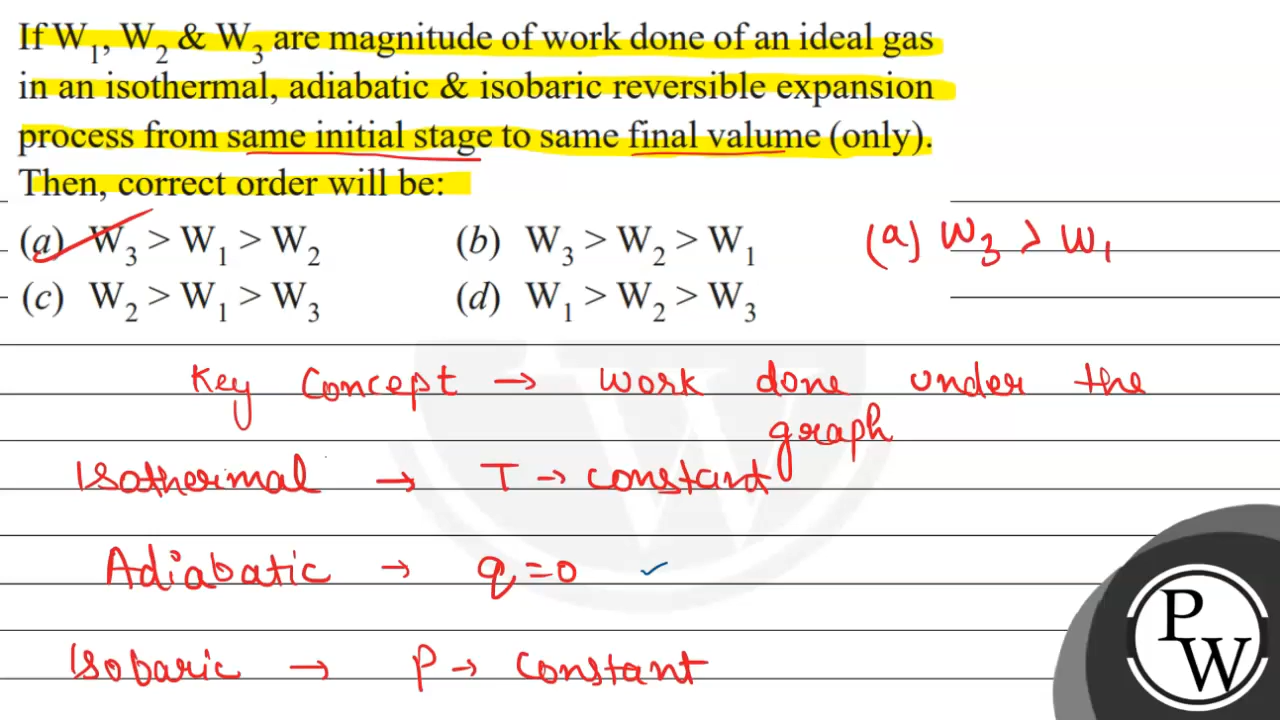 If W₁, W₂ & W₃ are magnitude of work done of an ideal gas
in an isothermal, adiabatic & isobaric reversible expansion
process from same initial stage to same final valume (only).
Then, correct order will be:
(a) W₃ > W₁ > W₂ (b) W₃ > W₂ > W₁ (a) W₃ > W₁
(c) W₂ > W₁ > W₃ (d) W₁ > W₂ > W₃
Key Concept → work done under the
graph
Isothermal → T → constant
Adiabatic → q = 0
Isobaric → P → constant
P
W